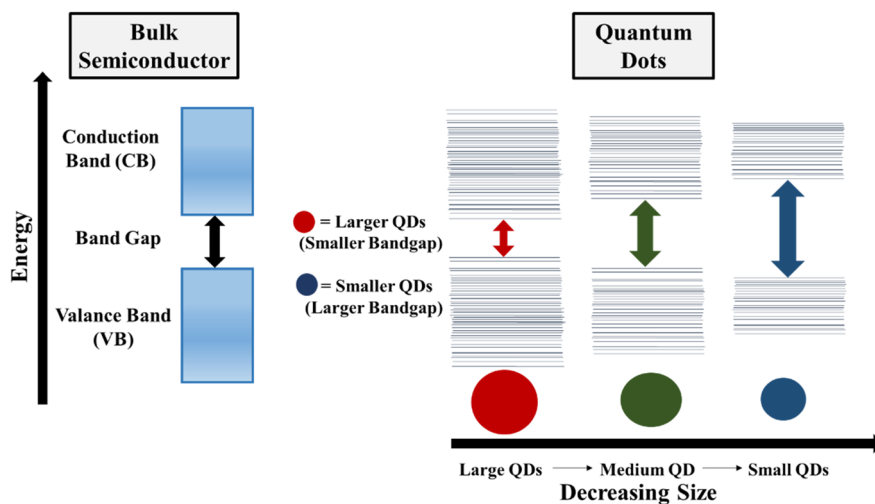 Bulk
Semiconductor
Quantum
Dots
Energy
Conduction
Band (CB)
Band Gap
Valance Band
(VB)
= Larger QDs
(Smaller Bandgap)
= Smaller QDs
(Larger Bandgap)
Large QDs
Medium QD
Small QDs
Decreasing Size